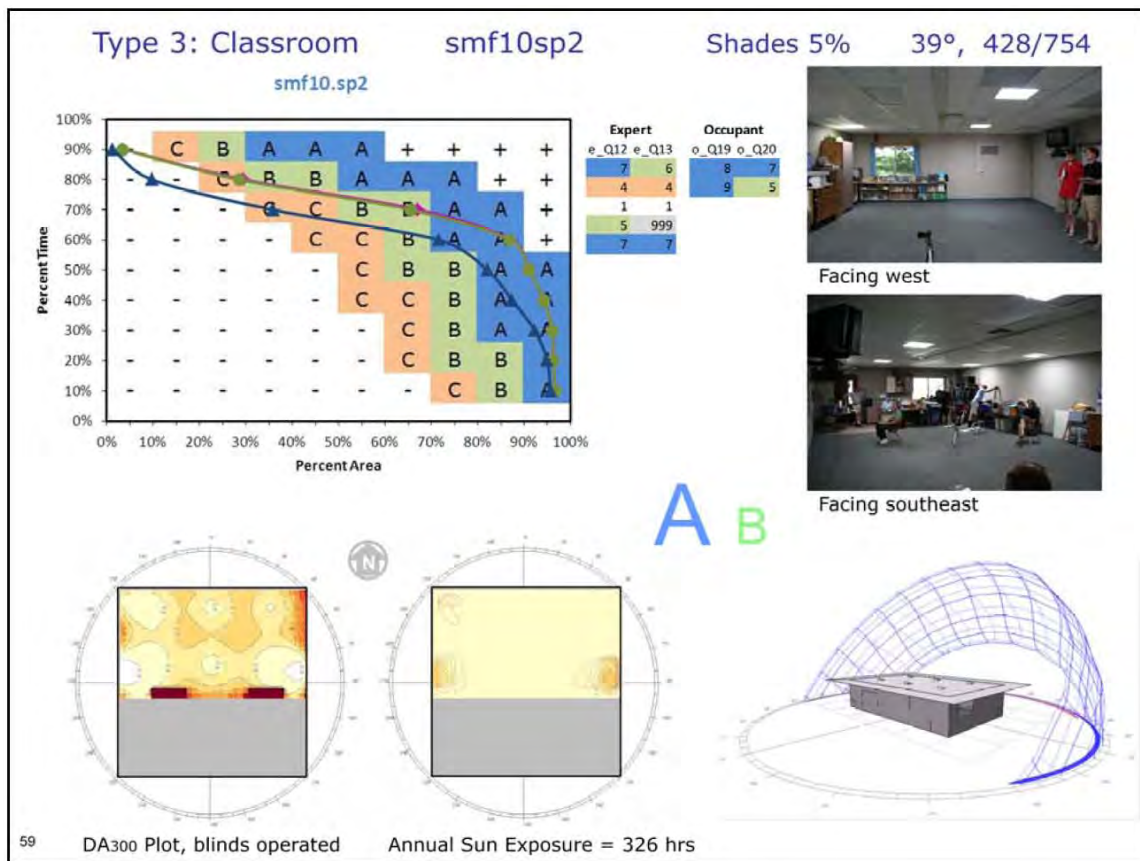 Type 3: Classroom smf10sp2 Shades 5% 39°, 428/754
smf10.sp2
Percent Time
100%
90% C B A A A + + + +
80% - - C B B A A A + +
70% - - - C C B B A A +
60% - - - - C C B A A +
50% - - - - - C B B A A
40% - - - - - C C B A A
30% - - - - - - C B A A
20% - - - - - - C B B A
10% - - - - - - - C B A
0%
0% 10% 20% 30% 40% 50% 60% 70% 80% 90% 100%
Percent Area
Expert Occupant
e_Q12 e_Q13 o_Q19 o_Q20
7 6 8 7
4 4 9 5
1 1
5 999
7 7
Facing west
Facing southeast
A B
N
59 DA300 Plot, blinds operated Annual Sun Exposure = 326 hrs